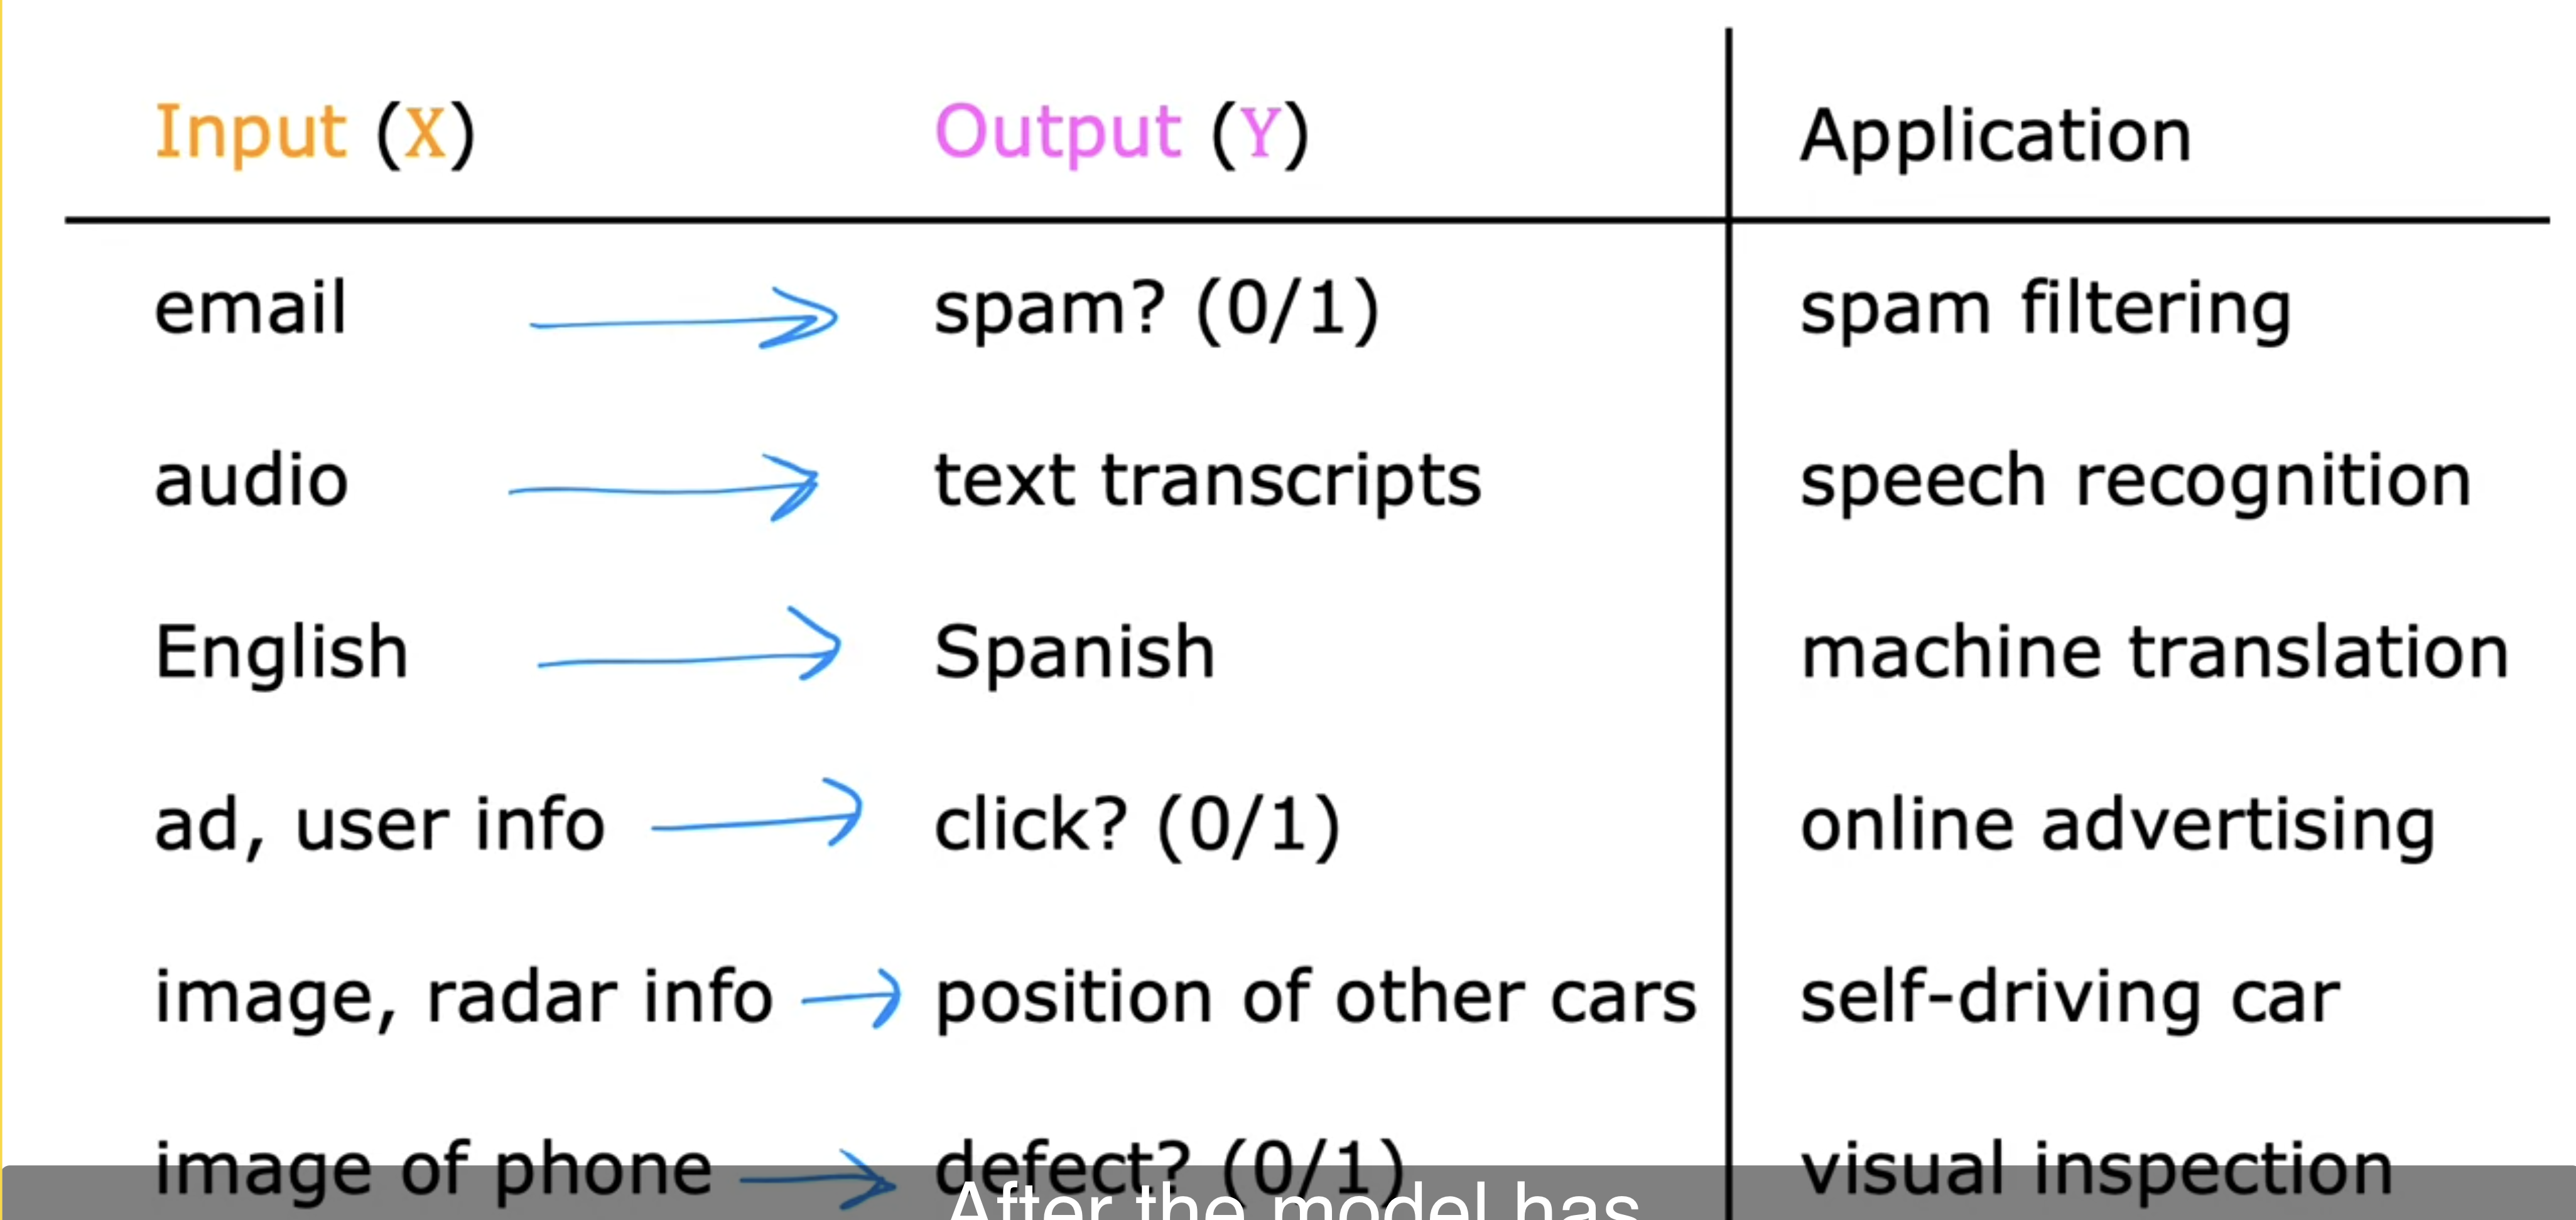 Input (X) Output (Y) Application
email spam? (0/1) spam filtering
audio text transcripts speech recognition
English Spanish machine translation
ad, user info click? (0/1) online advertising
image, radar info position of other cars self-driving car
image of phone defect? (0/1) visual inspection
After the model has